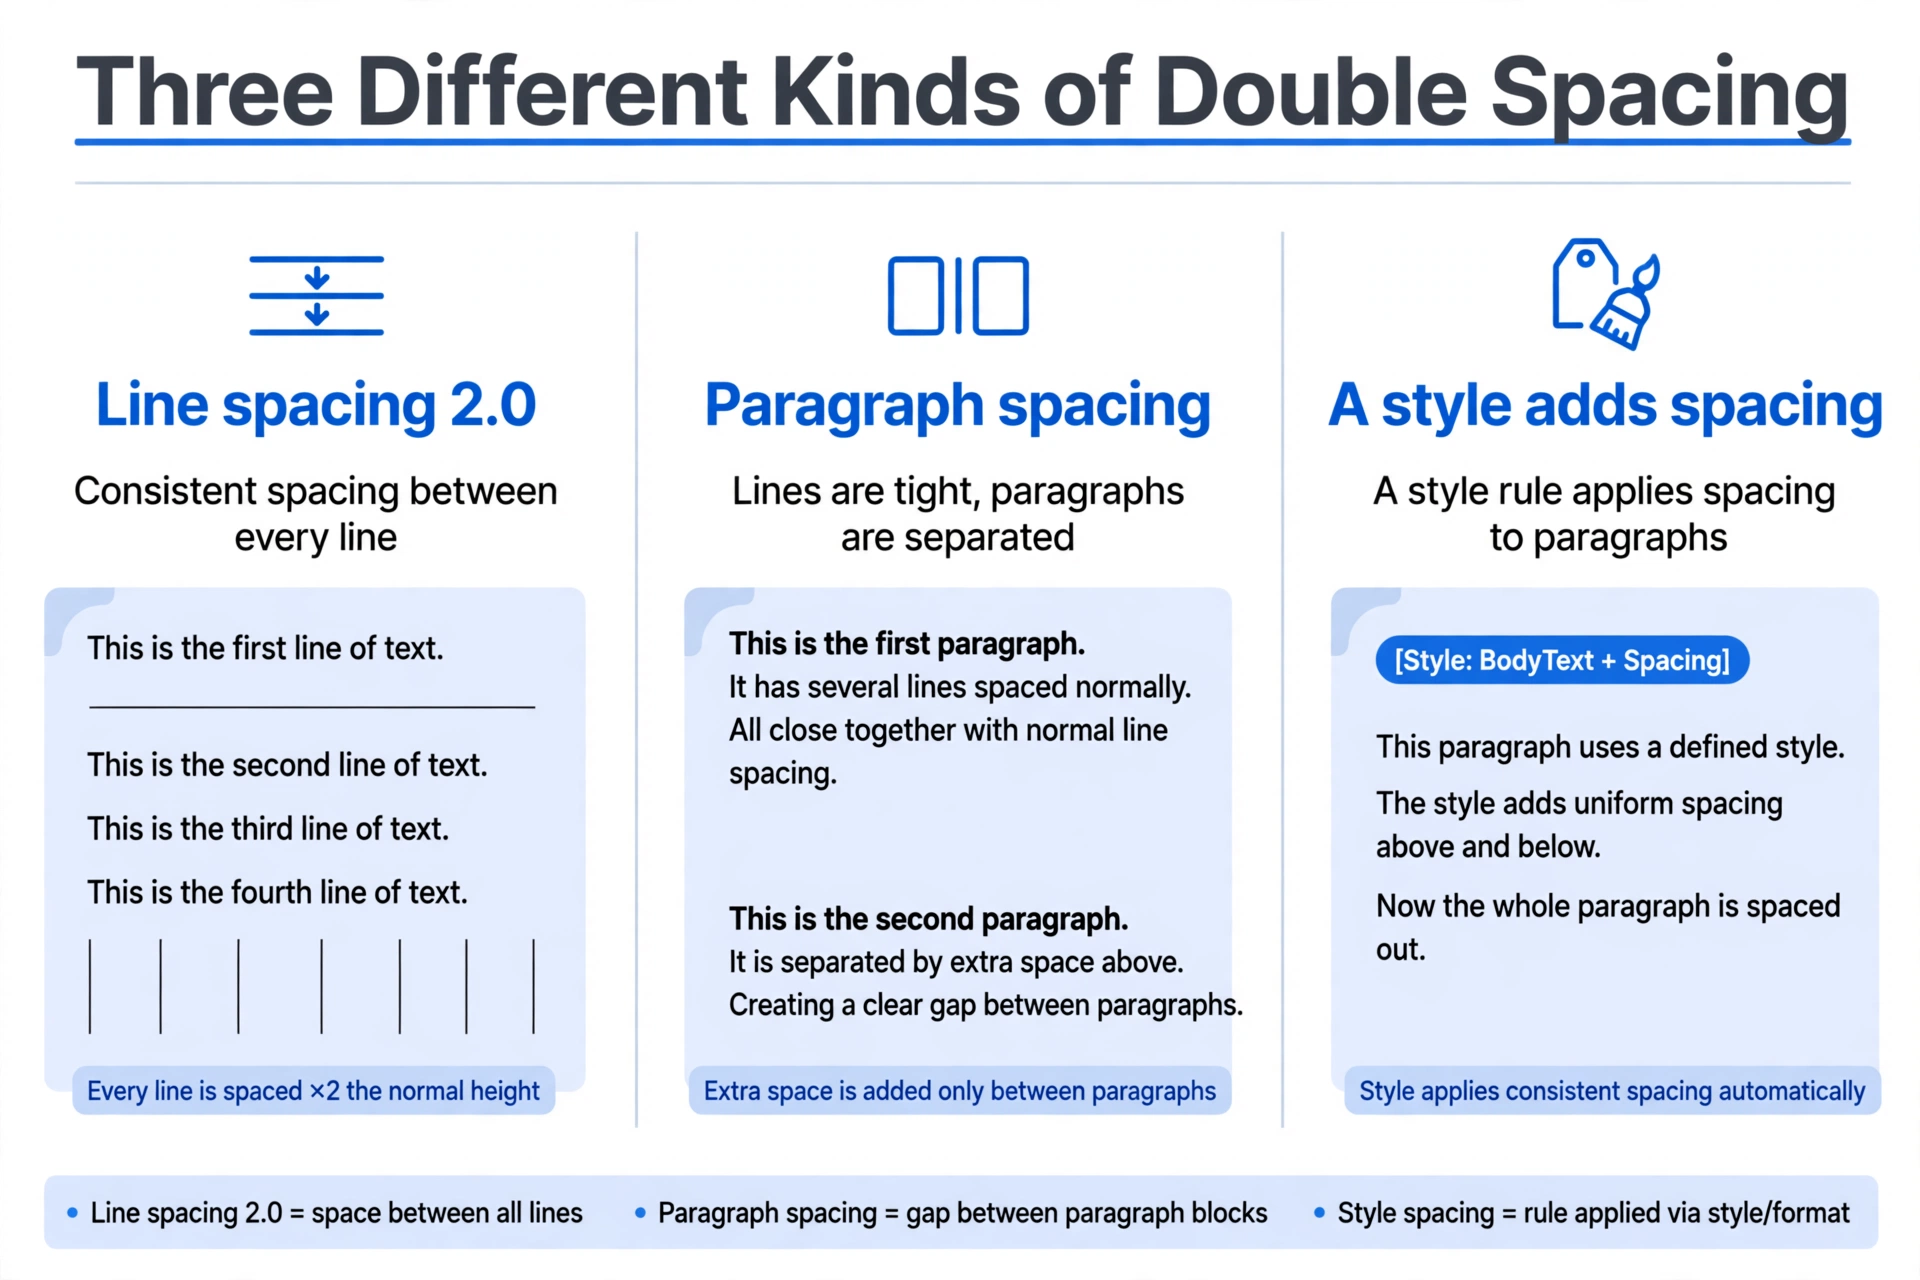 Three Different Kinds of Double Spacing
Line spacing 2.0
Consistent spacing between
every line
This is the first line of text.
This is the second line of text.
This is the third line of text.
This is the fourth line of text.
Every line is spaced ×2 the normal height
Paragraph spacing
Lines are tight, paragraphs
are separated
This is the first paragraph.
It has several lines spaced normally.
All close together with normal line
spacing.
This is the second paragraph.
It is separated by extra space above.
Creating a clear gap between paragraphs.
Extra space is added only between paragraphs
A style adds spacing
A style rule applies spacing
to paragraphs
[Style: BodyText + Spacing]
This paragraph uses a defined style.
The style adds uniform spacing
above and below.
Now the whole paragraph is spaced
out.
Style applies consistent spacing automatically
• Line spacing 2.0 = space between all lines
• Paragraph spacing = gap between paragraph blocks
• Style spacing = rule applied via style/format